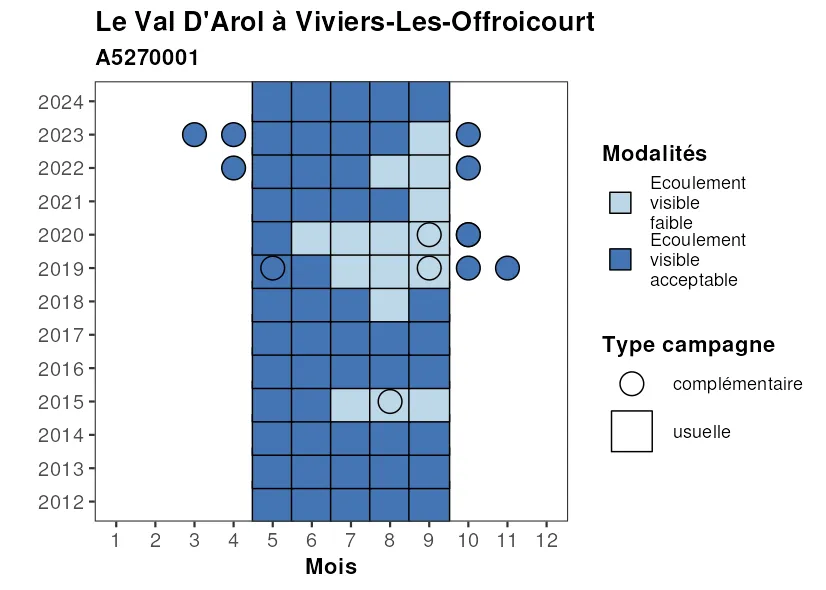 Le Val D'Arol à Viviers-Les-Offroicourt
A5270001
2024
2023
2022
2021
2020
2019
2018
2017
2016
2015
2014
2013
2012
1 2 3 4 5 6 7 8 9 10 11 12
Mois
Modalités
Ecoulement
visible
faible
Ecoulement
visible
acceptable
Type campagne
complémentaire
usuelle